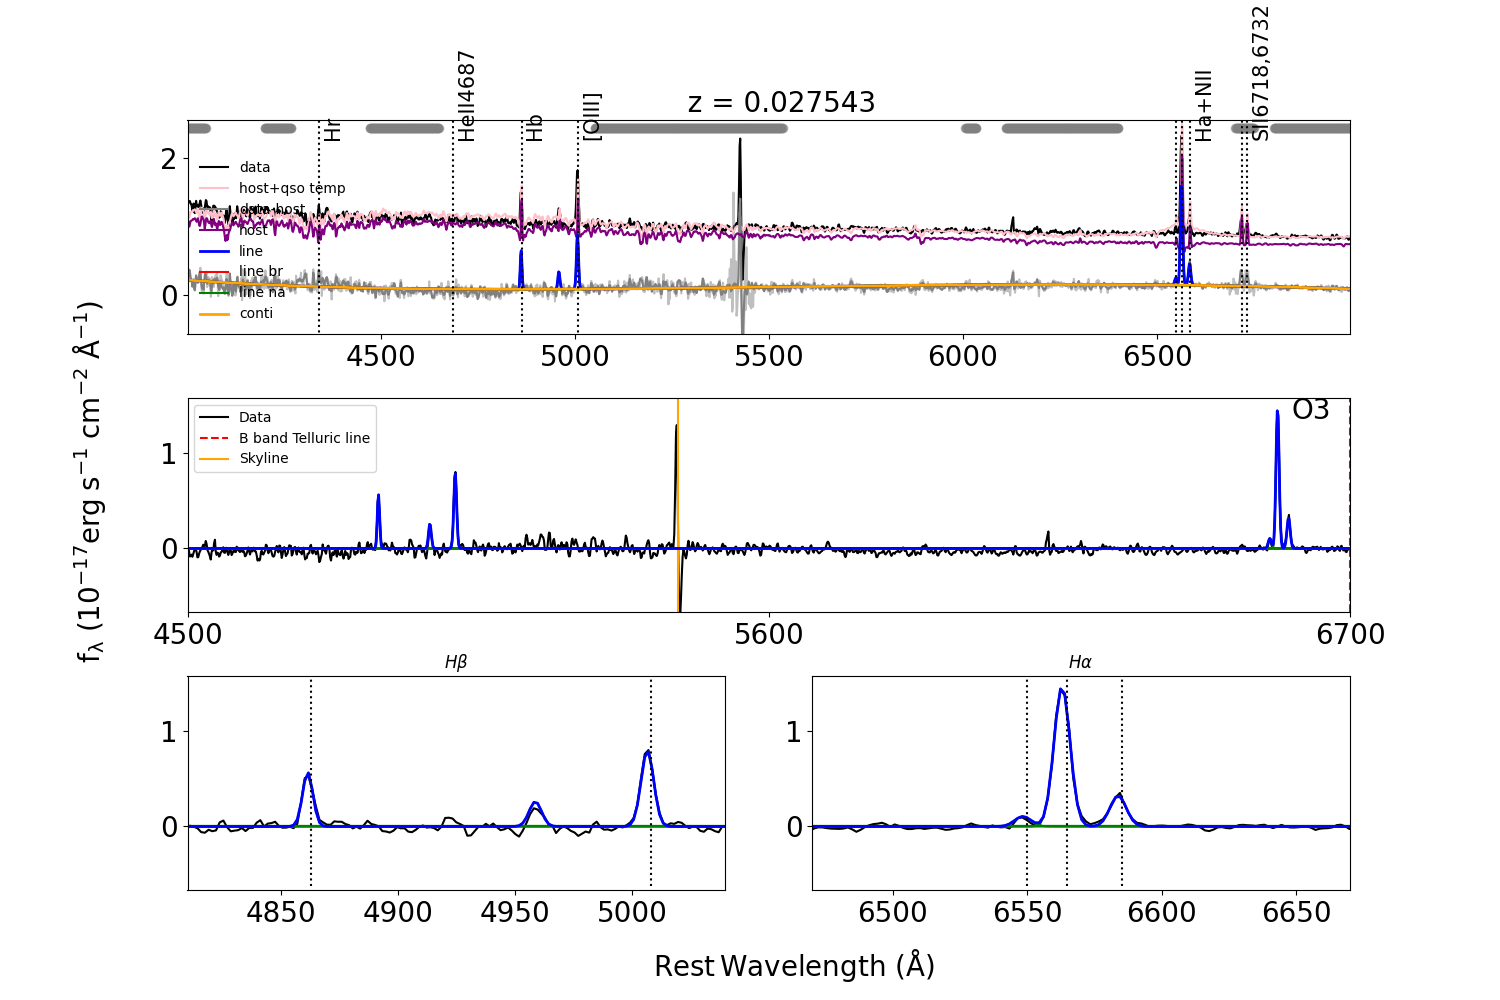 z = 0.027543
Hr
HeII4687
Hb
[OIII]
Ha+NII
SII6718,6732
data
host+qso temp
data-host
host
line
line br
line na
conti
2
0
4500 5000 5500 6000 6500
fλ (10⁻¹⁷erg s⁻¹ cm⁻² Å⁻¹)
Data
B band Telluric line
Skyline
O3
1
0
4500 5600 6700
Hβ
1
0
4850 4900 4950 5000
Hα
1
0
6500 6550 6600 6650
Rest Wavelength (Å)